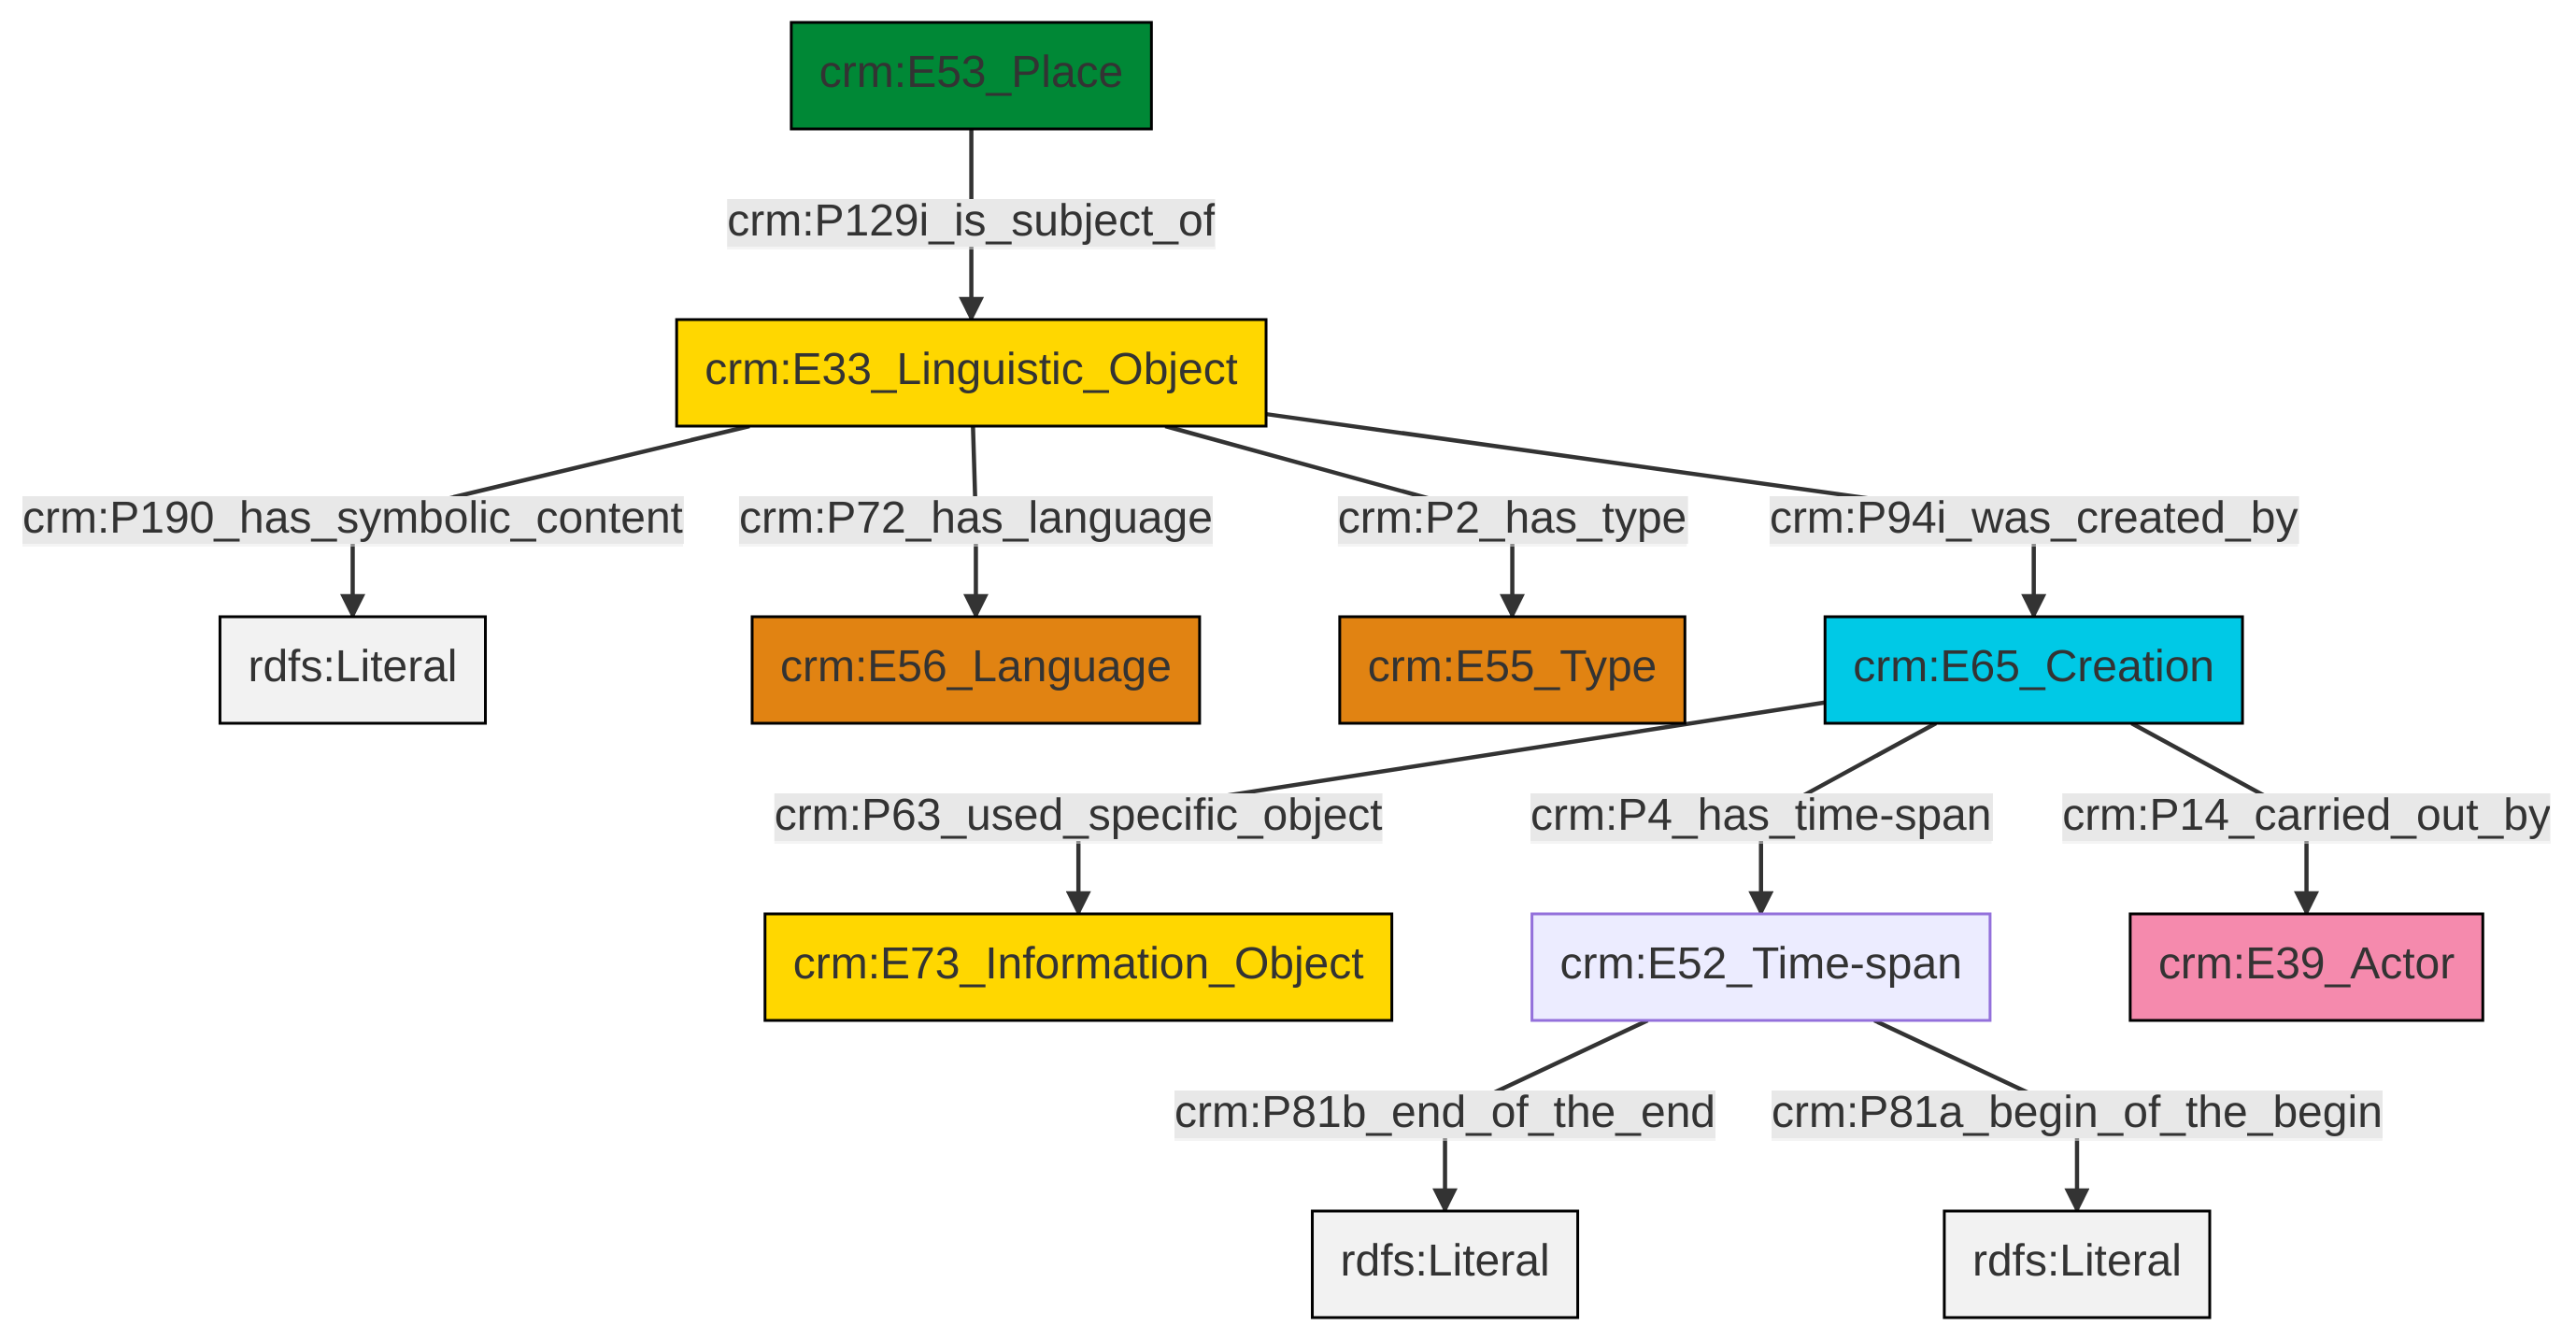 crm:E53_Place
crm:P129i_is_subject_of
crm:E33_Linguistic_Object
crm:P190_has_symbolic_content
crm:P72_has_language
crm:P2_has_type
crm:P94i_was_created_by
rdfs:Literal
crm:E56_Language
crm:E55_Type
crm:E65_Creation
crm:P63_used_specific_object
crm:P4_has_time-span
crm:P14_carried_out_by
crm:E73_Information_Object
crm:E52_Time-span
crm:E39_Actor
crm:P81b_end_of_the_end
crm:P81a_begin_of_the_begin
rdfs:Literal
rdfs:Literal